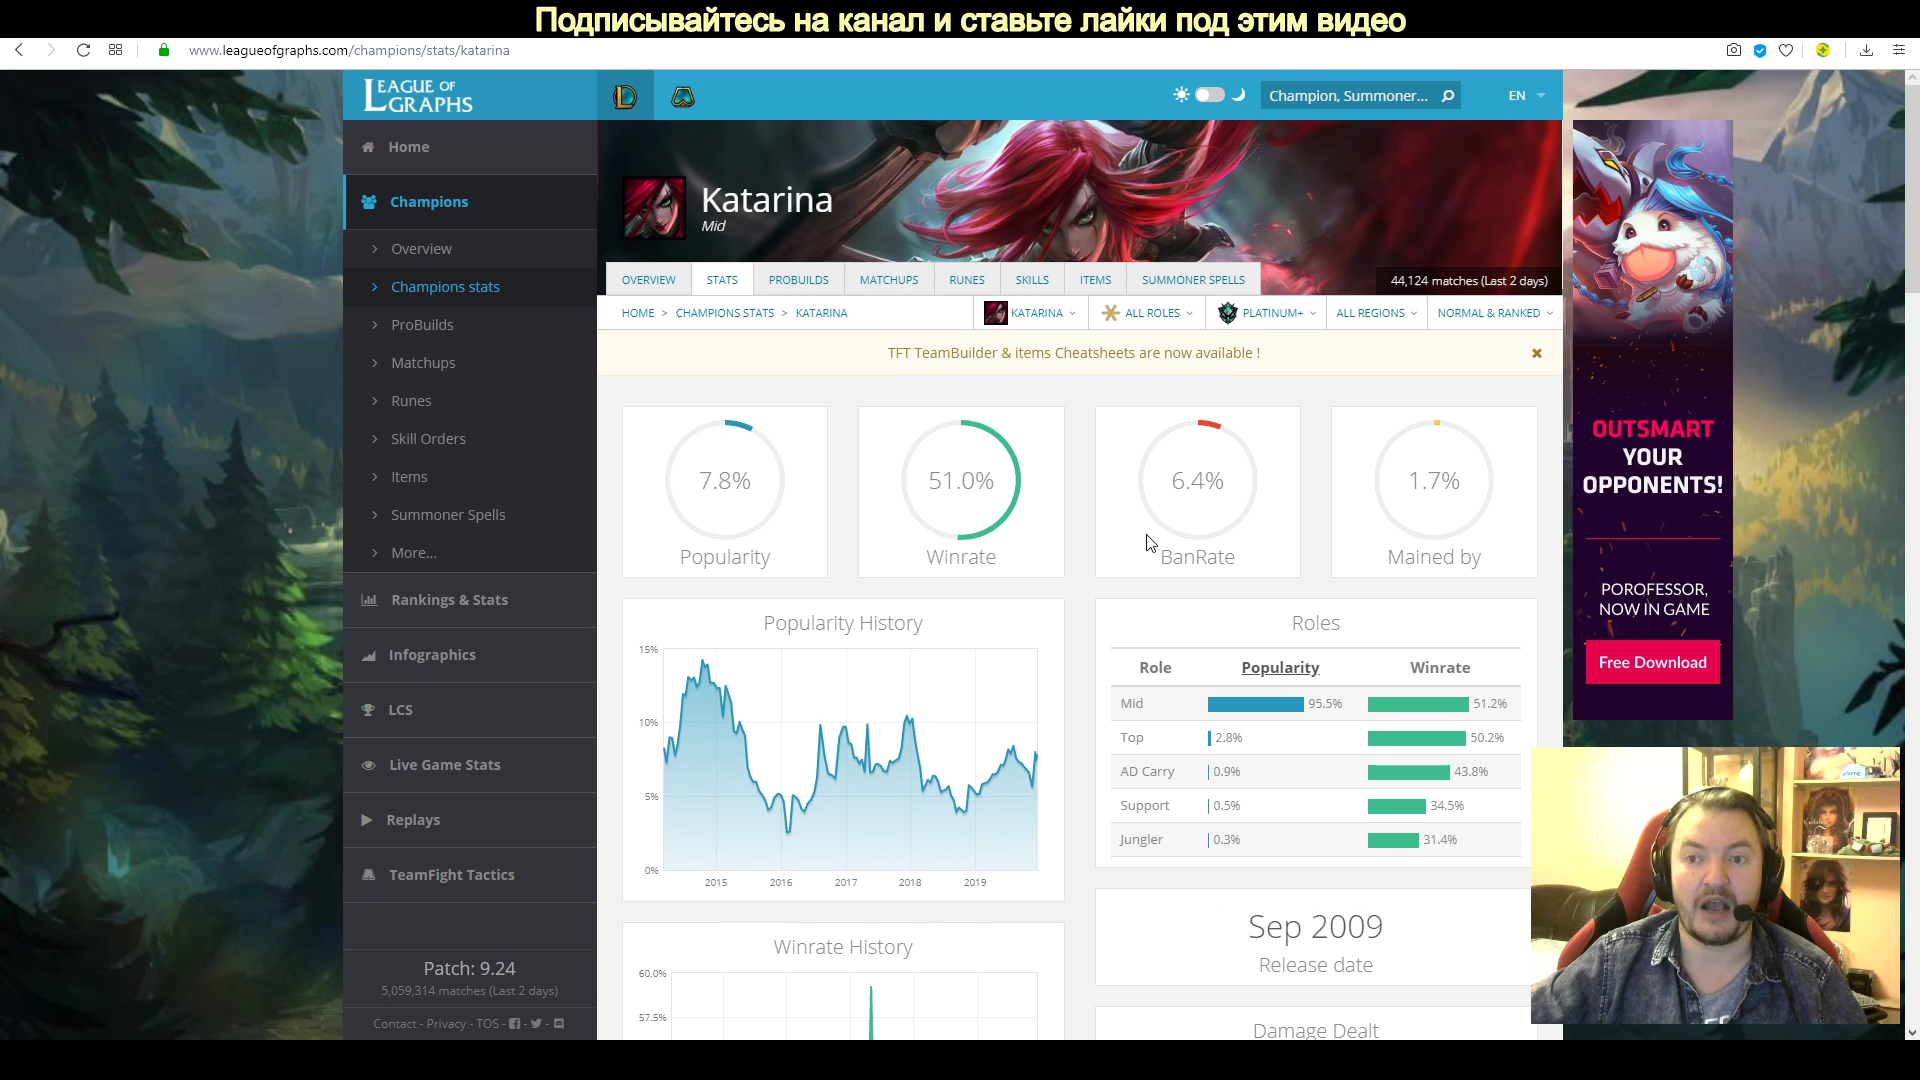 Подписывайтесь на канал и ставьте лайки под этим видео
www.leagueofgraphs.com/champions/stats/katarina
LEAGUE OF GRAPHS
Champion, Summoner...
EN
Home
Champions
Overview
Champions stats
ProBuilds
Matchups
Runes
Skill Orders
Items
Summoner Spells
More...
Rankings & Stats
Infographics
LCS
Live Game Stats
Replays
TeamFight Tactics
Patch: 9.24
5,059,314 matches (Last 2 days)
Contact - Privacy - TOS - - -
Katarina
Mid
OVERVIEW STATS PROBUILDS MATCHUPS RUNES SKILLS ITEMS SUMMONER SPELLS
44,124 matches (Last 2 days)
HOME > CHAMPIONS STATS > KATARINA
KATARINA ALL ROLES PLATINUM+ ALL REGIONS NORMAL & RANKED
TFT TeamBuilder & items Cheatsheets are now available !
7.8%
Popularity
51.0%
Winrate
6.4%
BanRate
1.7%
Mained by
Popularity History
15%
10%
5%
0%
2015 2016 2017 2018 2019
Roles
Role Popularity Winrate
Mid 95.5% 51.2%
Top 2.8% 50.2%
AD Carry 0.9% 43.8%
Support 0.5% 34.5%
Jungler 0.3% 31.4%
Winrate History
60.0%
57.5%
Sep 2009
Release date
Damage Dealt
OUTSMART
YOUR
OPPONENTS!
POROFESSOR,
NOW IN GAME
Free Download